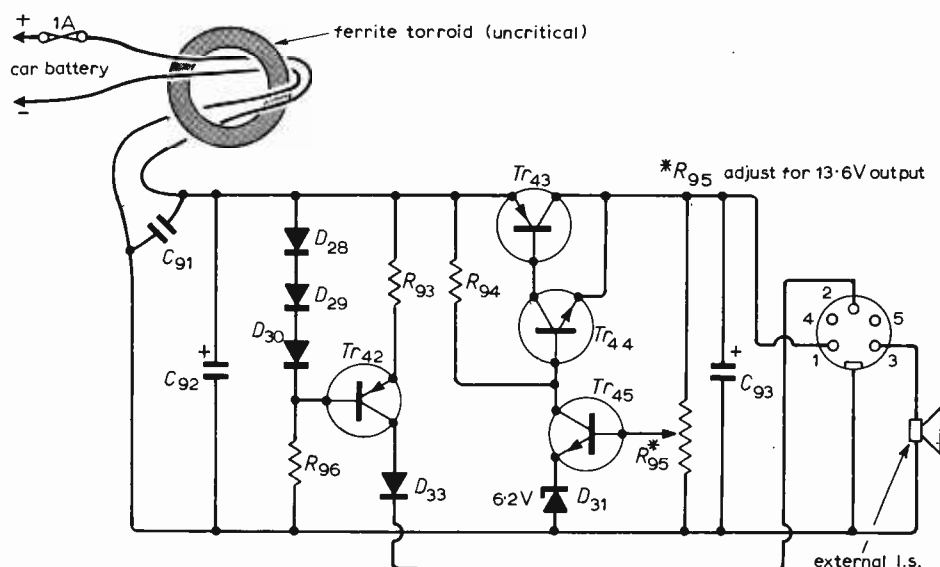 + 1A
ferrite torroid (uncritical)
car battery
-
Tr43
*R95 adjust for 13·6V output
C91
D28
D29
D30
R93
R94
Tr44
2
4
5
1
3
Tr42
Tr45
C92
+
C93
+
R96
D33
R95*
6·2V
D31
external l.s.